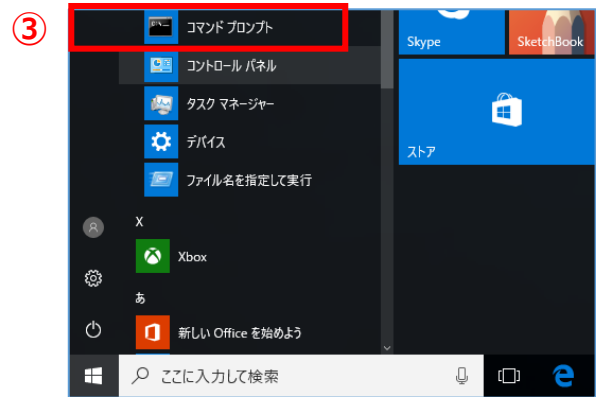 ③
コマンド プロンプト
コントロール パネル
タスク マネージャー
デバイス
ファイル名を指定して実行
X
Xbox
あ
新しい Office を始めよう
Skype
SketchBook
ストア
ここに入力して検索